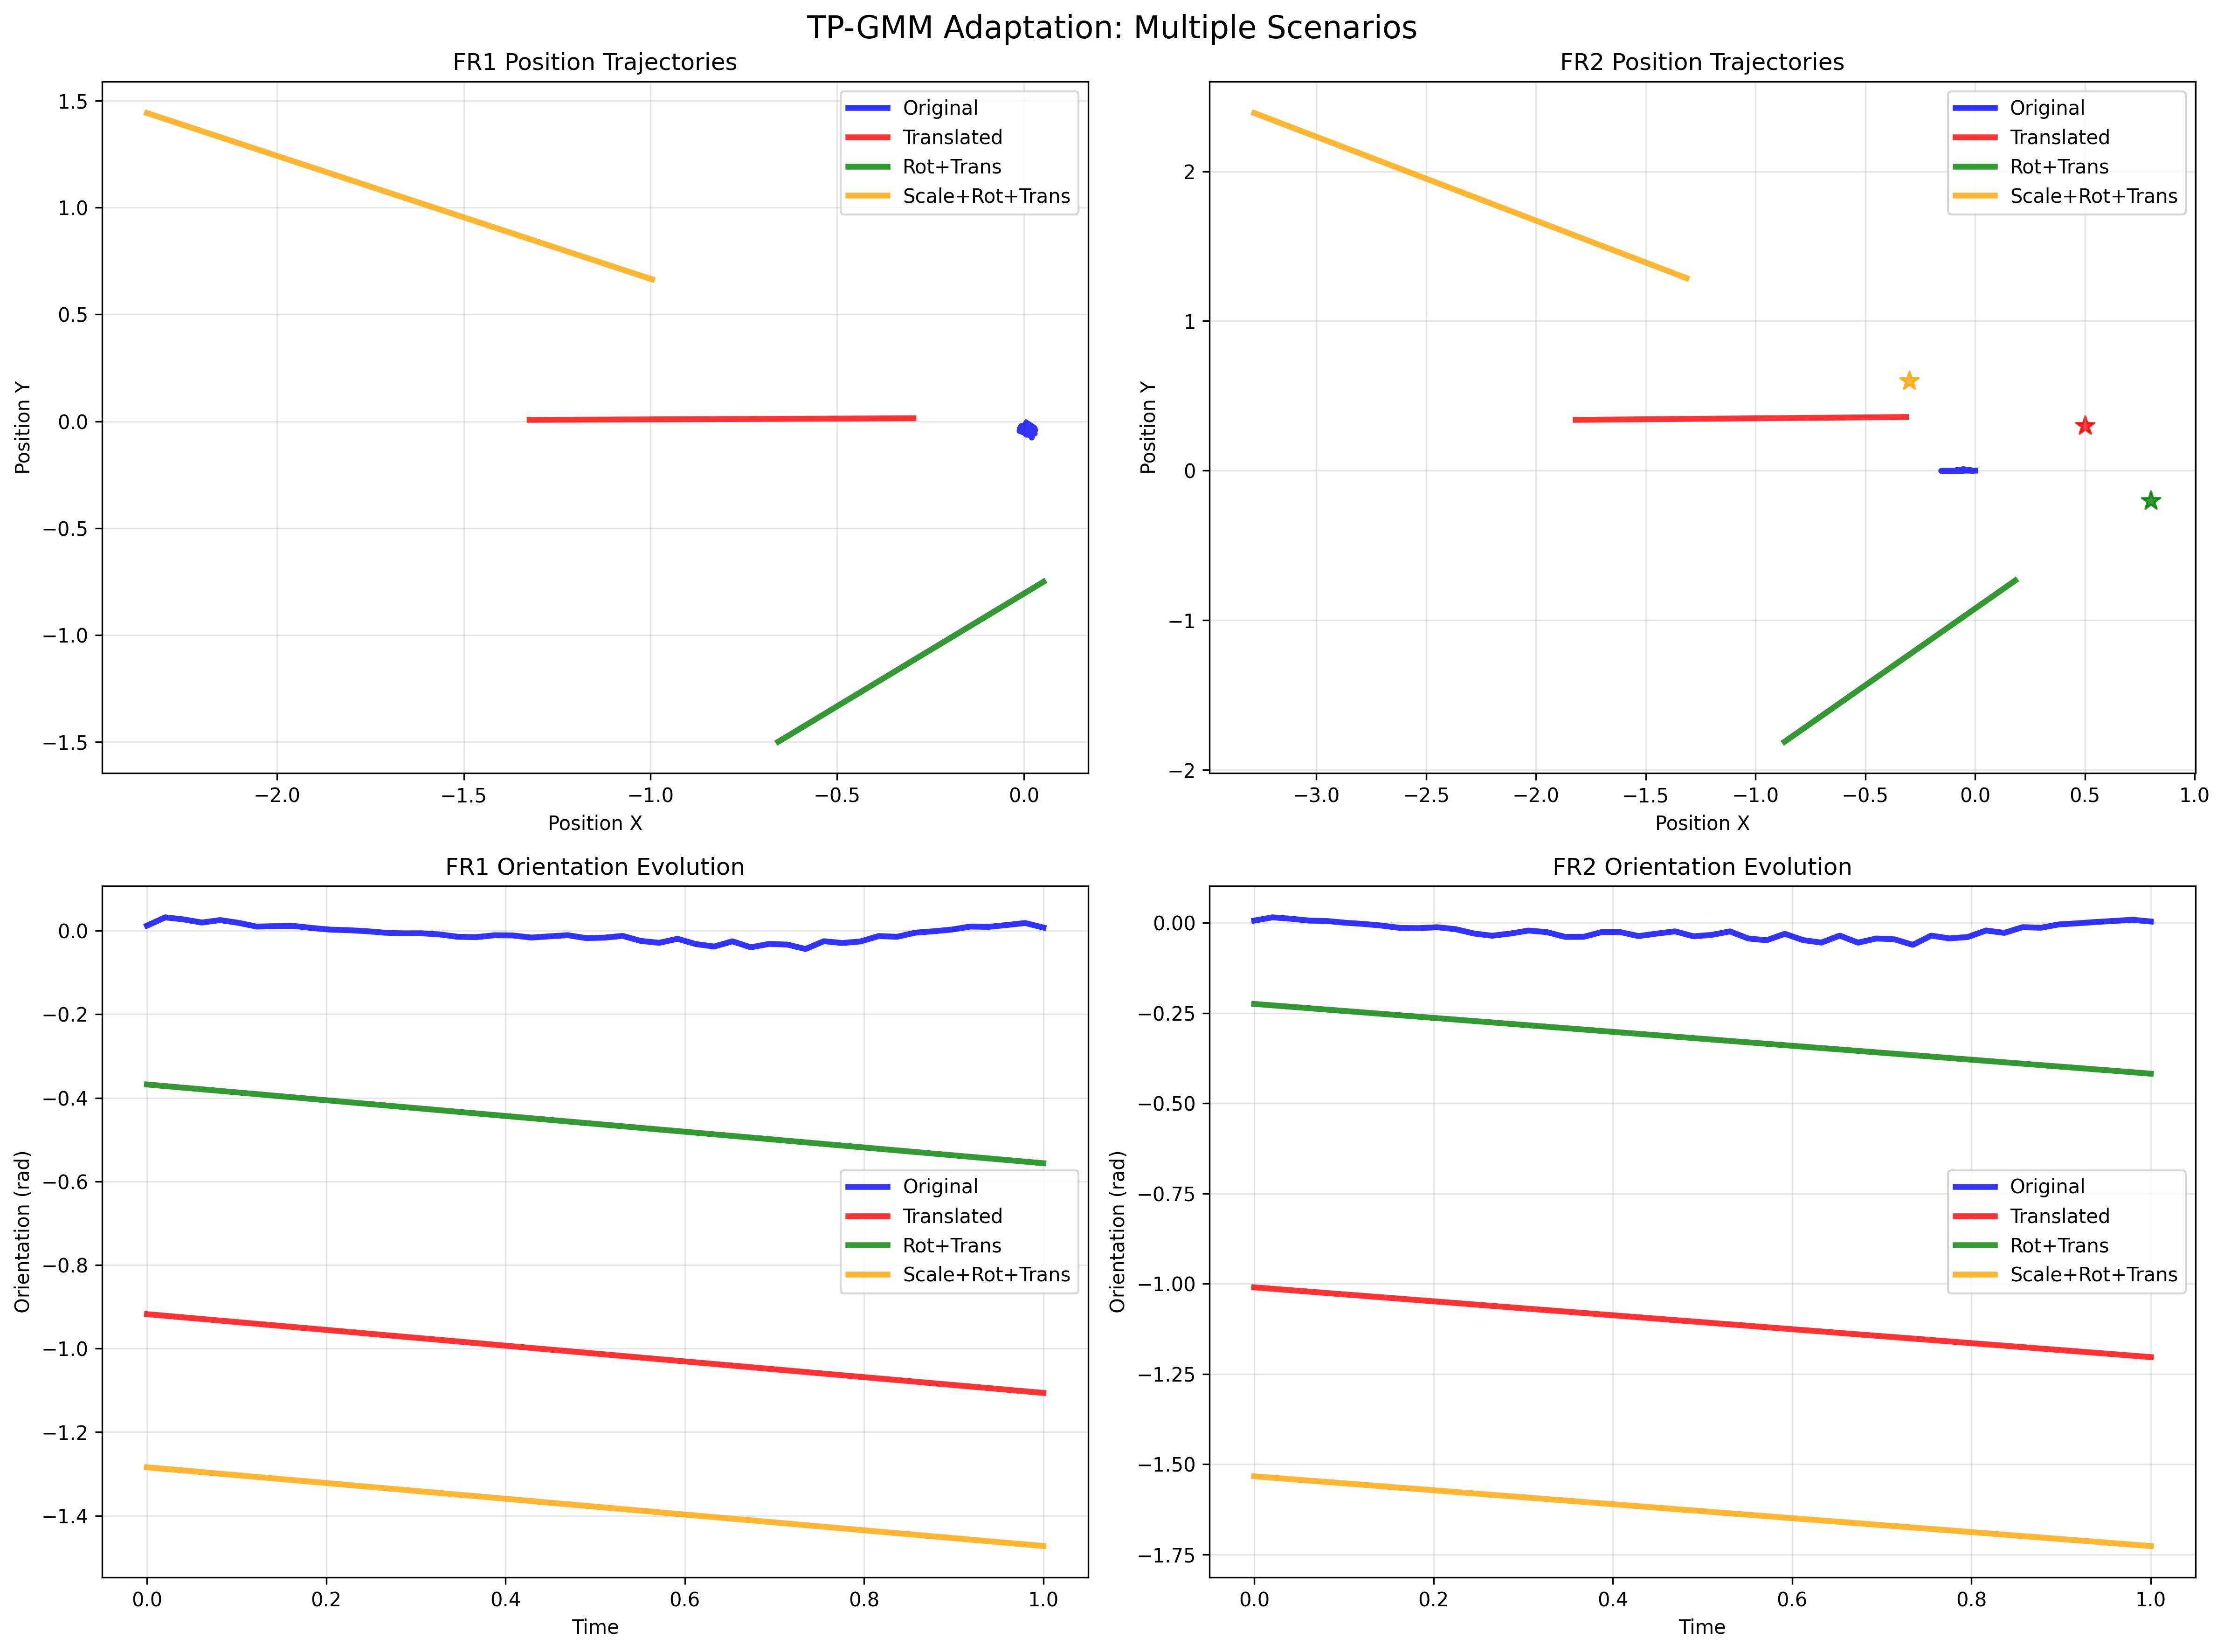 TP-GMM Adaptation: Multiple Scenarios
FR1 Position Trajectories
Position Y
1.5
1.0
0.5
0.0
−0.5
−1.0
−1.5
Original
Translated
Rot+Trans
Scale+Rot+Trans
−2.0 −1.5 −1.0 −0.5 0.0
Position X
FR2 Position Trajectories
Position Y
2
1
0
−1
−2
Original
Translated
Rot+Trans
Scale+Rot+Trans
−3.0 −2.5 −2.0 −1.5 −1.0 −0.5 0.0 0.5 1.0
Position X
FR1 Orientation Evolution
Orientation (rad)
0.0
−0.2
−0.4
−0.6
−0.8
−1.0
−1.2
−1.4
Original
Translated
Rot+Trans
Scale+Rot+Trans
0.0 0.2 0.4 0.6 0.8 1.0
Time
FR2 Orientation Evolution
Orientation (rad)
0.00
−0.25
−0.50
−0.75
−1.00
−1.25
−1.50
−1.75
Original
Translated
Rot+Trans
Scale+Rot+Trans
0.0 0.2 0.4 0.6 0.8 1.0
Time